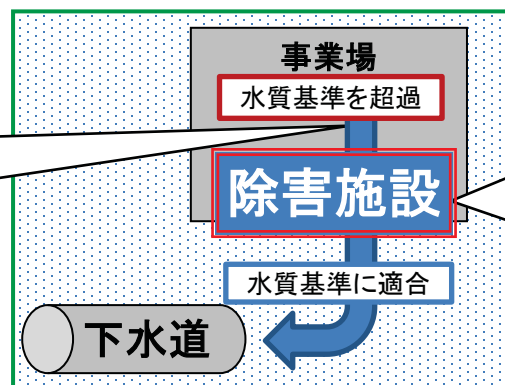 事業場
水質基準を超過
除害施設
水質基準に適合
下水道